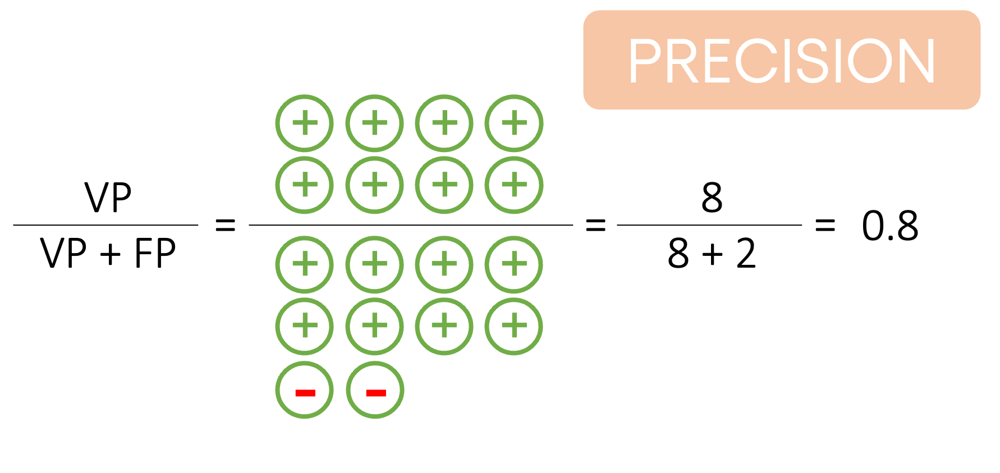 PRECISION
VP
VP + FP
=
+ + + +
+ + + +
+ + + +
+ + + +
- -
=
8
8 + 2
= 0.8